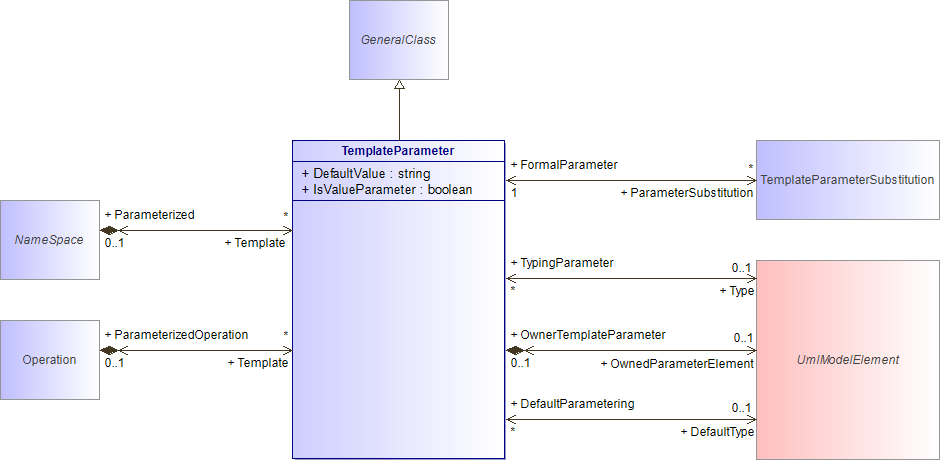 GeneralClass
TemplateParameter
+ DefaultValue : string
+ IsValueParameter : boolean
NameSpace
+ Parameterized
*
0..1
+ Template
Operation
+ ParameterizedOperation
*
0..1
+ Template
+ FormalParameter
*
1
+ ParameterSubstitution
TemplateParameterSubstitution
+ TypingParameter
0..1
*
+ Type
+ OwnerTemplateParameter
0..1
0..1
+ OwnedParameterElement
+ DefaultParametering
0..1
*
+ DefaultType
UmlModelElement